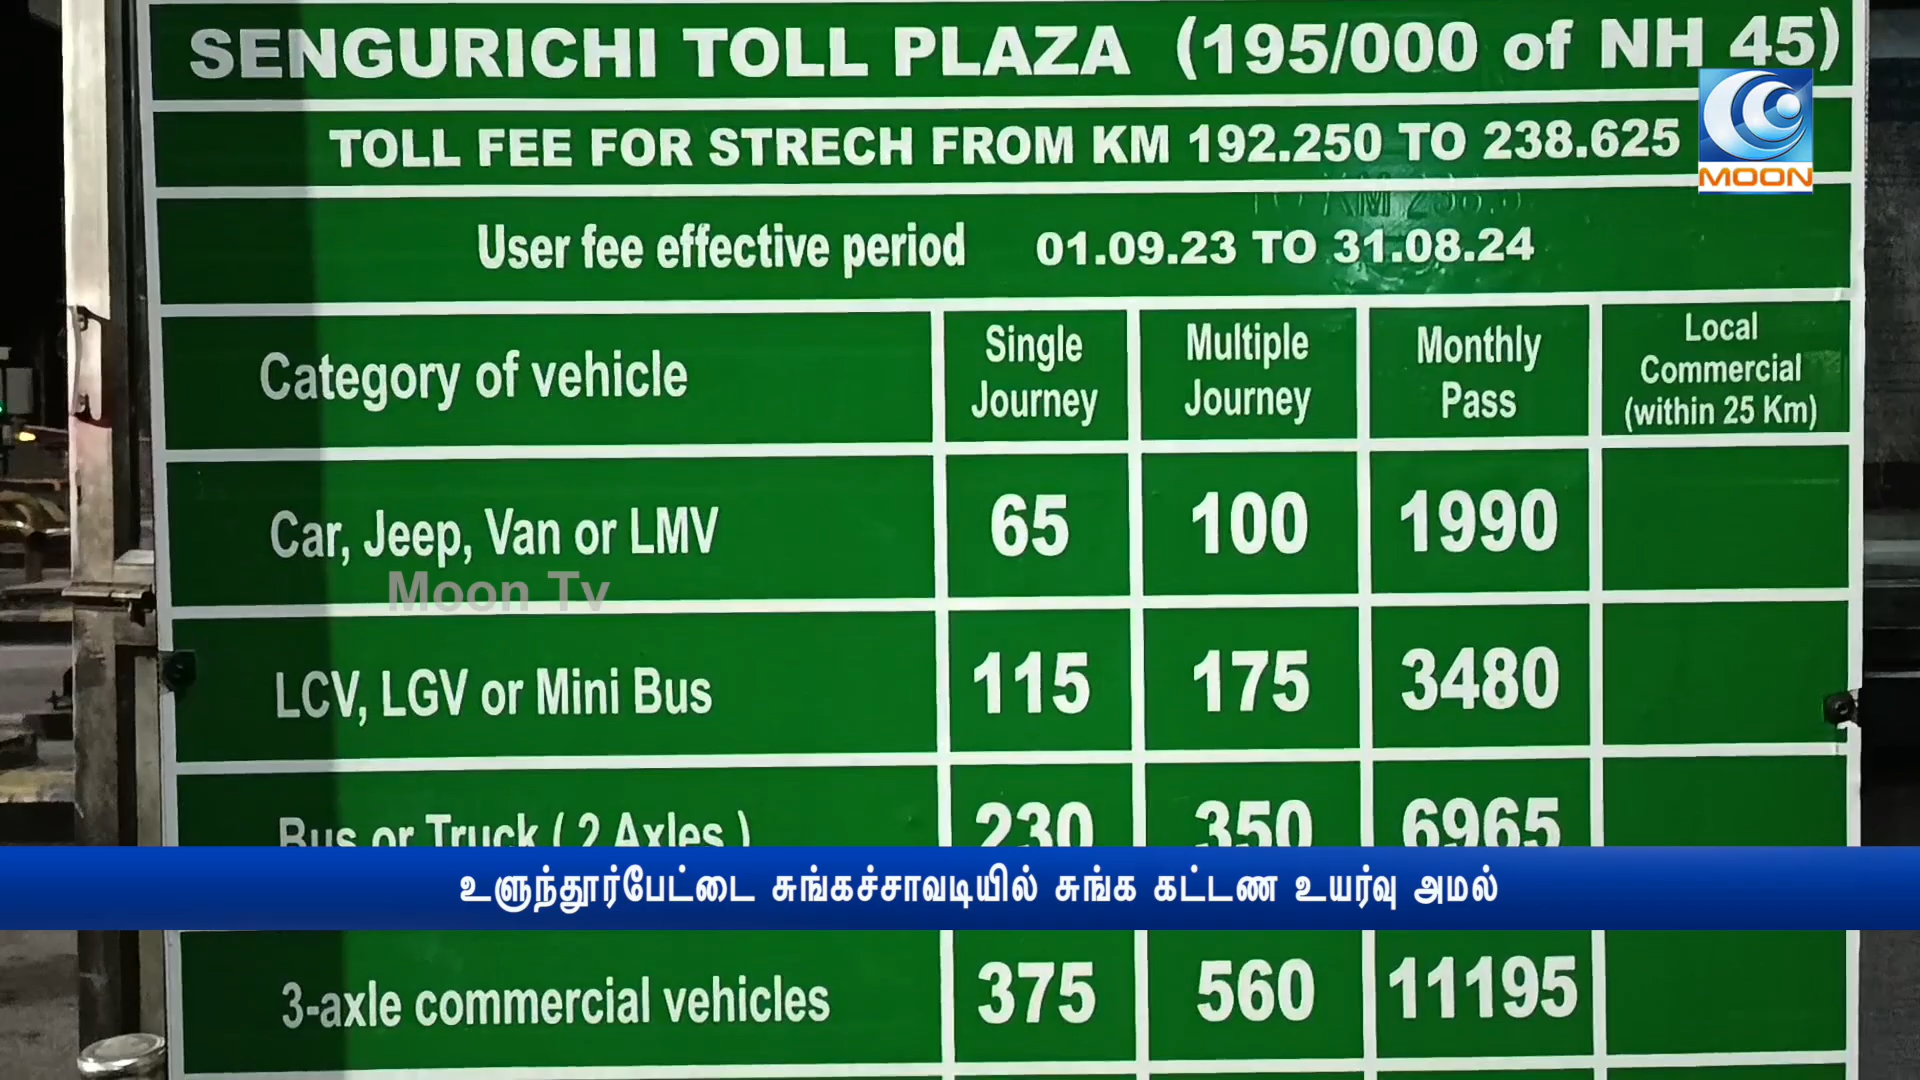 SENGURICHI TOLL PLAZA (195/000 of NH 45)
TOLL FEE FOR STRECH FROM KM 192.250 TO 238.625
MOON
User fee effective period 01.09.23 TO 31.08.24
Category of vehicle Single Journey Multiple Journey Monthly Pass Local Commercial (within 25 Km)
Car, Jeep, Van or LMV 65 100 1990
Moon Tv
LCV, LGV or Mini Bus 115 175 3480
Bus or Truck ( 2 Axles ) 230 350 6965
உளுந்தூர்பேட்டை சுங்கச்சாவடியில் சுங்க கட்டண உயர்வு அமல்
3-axle commercial vehicles 375 560 11195